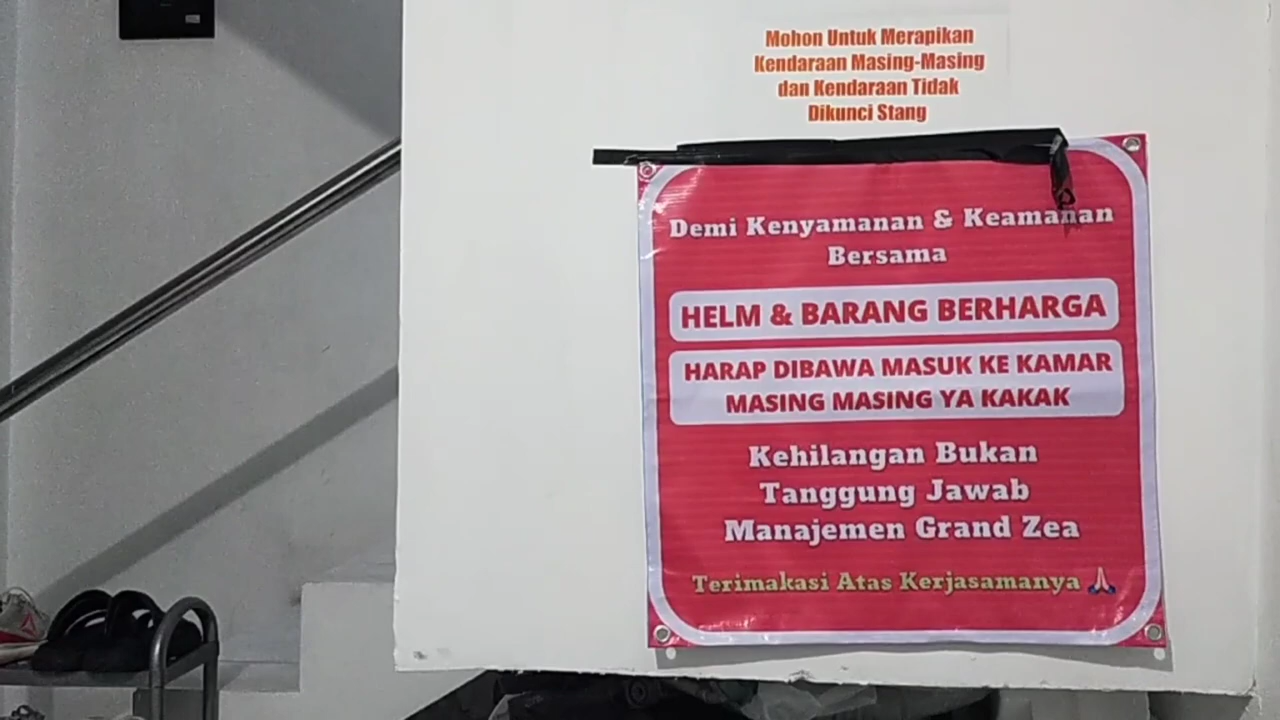 Mohon Untuk Merapikan
Kendaraan Masing-Masing
dan Kendaraan Tidak
Dikunci Stang
Demi Kenyamanan & Keamanan
Bersama
HELM & BARANG BERHARGA
HARAP DIBAWA MASUK KE KAMAR
MASING MASING YA KAKAK
Kehilangan Bukan
Tanggung Jawab
Manajemen Grand Zea
Terimakasi Atas Kerjasamanya 🙏